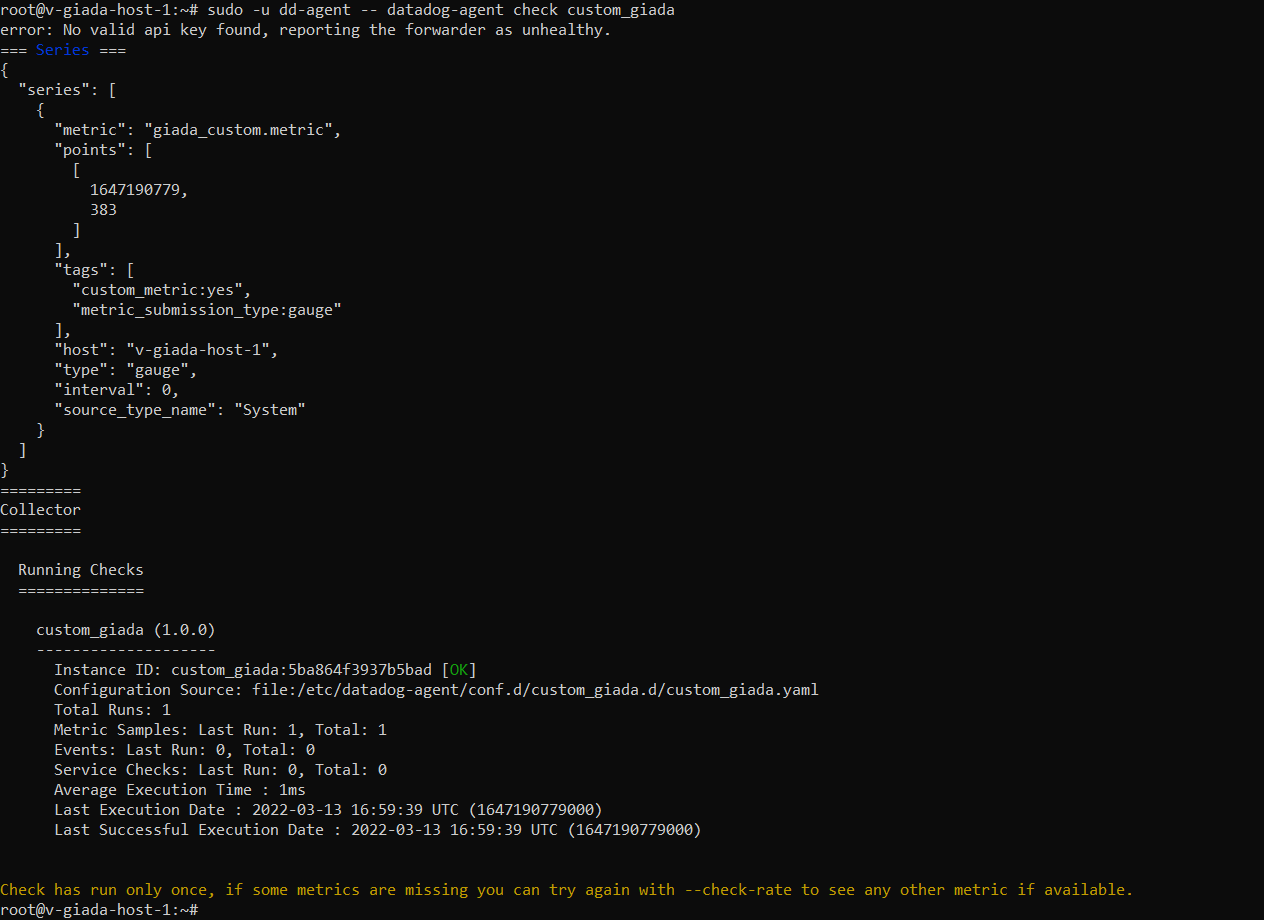 root@v-giada-host-1:~# sudo -u dd-agent -- datadog-agent check custom_giada
error: No valid api key found, reporting the forwarder as unhealthy.
=== Series ===
{
  "series": [
    {
      "metric": "giada_custom.metric",
      "points": [
        [
          1647190779,
          383
        ]
      ],
      "tags": [
        "custom_metric:yes",
        "metric_submission_type:gauge"
      ],
      "host": "v-giada-host-1",
      "type": "gauge",
      "interval": 0,
      "source_type_name": "System"
    }
  ]
}
=========
Collector
=========

  Running Checks
  ==============

    custom_giada (1.0.0)
    --------------------
      Instance ID: custom_giada:5ba864f3937b5bad [OK]
      Configuration Source: file:/etc/datadog-agent/conf.d/custom_giada.d/custom_giada.yaml
      Total Runs: 1
      Metric Samples: Last Run: 1, Total: 1
      Events: Last Run: 0, Total: 0
      Service Checks: Last Run: 0, Total: 0
      Average Execution Time : 1ms
      Last Execution Date : 2022-03-13 16:59:39 UTC (1647190779000)
      Last Successful Execution Date : 2022-03-13 16:59:39 UTC (1647190779000)

Check has run only once, if some metrics are missing you can try again with --check-rate to see any other metric if available.
root@v-giada-host-1:~#